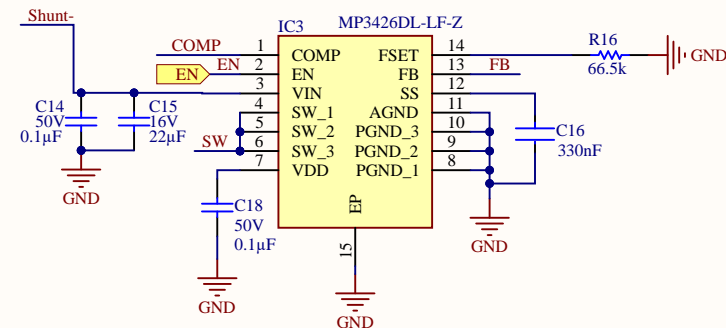 Shunt-
IC3
MP3426DL-LF-Z
COMP 1 COMP FSET 14 R16 GND
EN EN 2 EN FB 13 FB 66.5k
3 VIN SS 12
C14 C15 4 SW_1 AGND 11
50V 16V 5 SW_2 PGND_3 10 C16
0.1µF 22µF SW 6 SW_3 PGND_2 9 330nF
7 VDD PGND_1 8
GND
C18 EP
50V
0.1µF 15 GND
GND GND